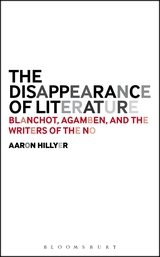 THE
DISAPPEARANCE
OF LITERATURE
BLANCHOT, AGAMBEN, AND THE
WRITERS OF THE NO
AARON HILLYER
BLOOMSBURY